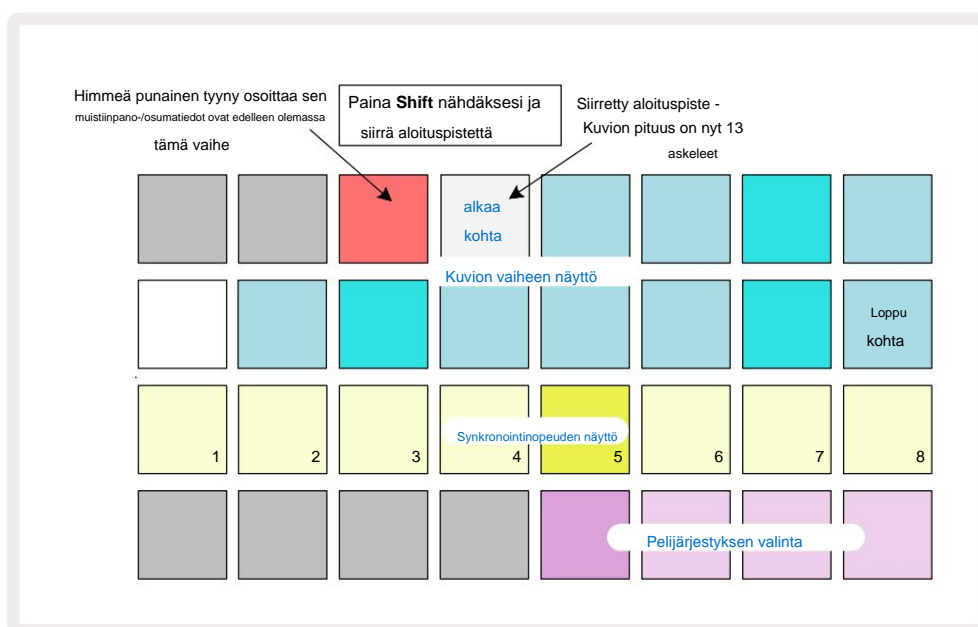 Himmeä punainen tyyny osoittaa sen
muistiinpano-/osumatiedot ovat edelleen olemassa
tämä vaihe
Paina Shift nähdäksesi ja
siirrä aloituspistettä
Siirretty aloituspiste -
Kuvion pituus on nyt 13
askeleet
alkaa
kohta
Kuvion vaiheen näyttö
Loppu
kohta
Synkronointinopeuden näyttö
1 2 3 4 5 6 7 8
Pelijärjestyksen valinta